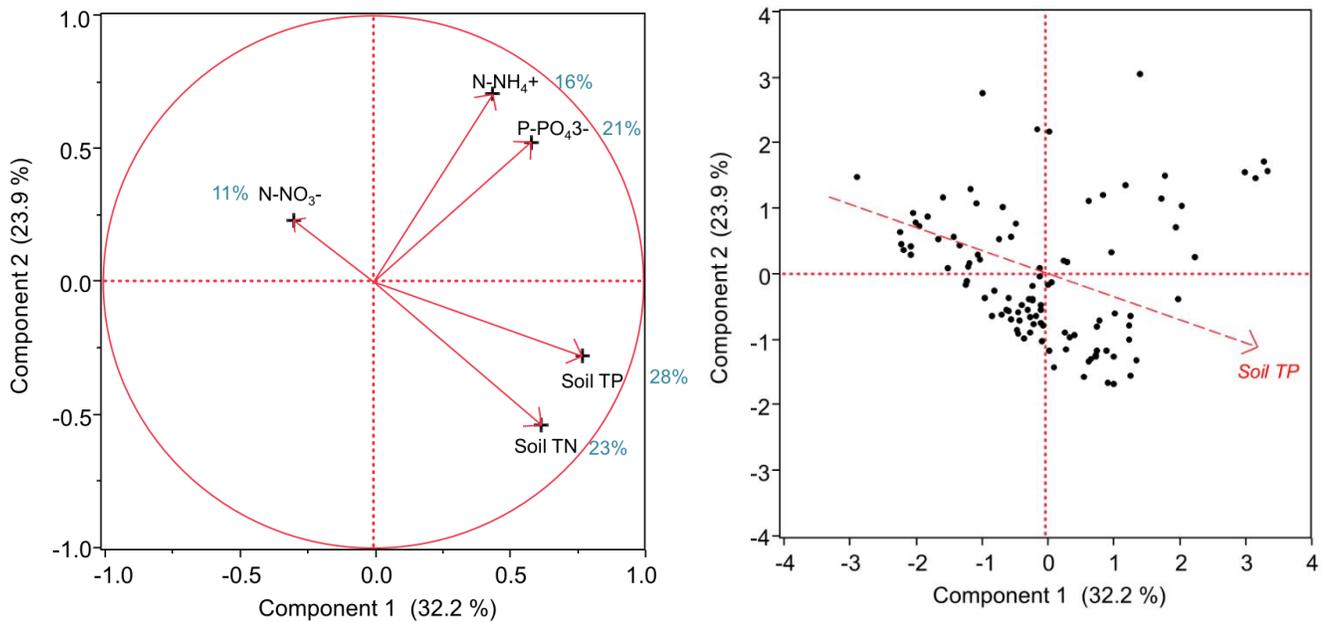 1.0
N-NH4+ 16%
P-PO43- 21%
0.5
11% N-NO3-
0.0
Soil TP 28%
-0.5
Soil TN 23%
-1.0
-1.0 -0.5 0.0 0.5 1.0
Component 1 (32.2 %)
Component 2 (23.9 %)
4
3
2
1
0
-1
Soil TP
-2
-3
-4
-4 -3 -2 -1 0 1 2 3 4
Component 1 (32.2 %)
Component 2 (23.9 %)